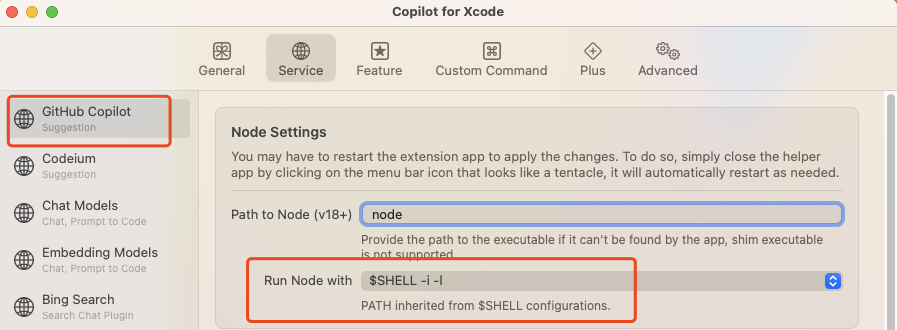 Copilot for Xcode
General
Service
Feature
Custom Command
Plus
Advanced
GitHub Copilot
Suggestion
Codeium
Suggestion
Chat Models
Chat, Prompt to Code
Embedding Models
Chat, Prompt to Code
Bing Search
Search Chat Plugin
Node Settings
You may have to restart the extension app to apply the changes. To do so, simply close the helper
app by clicking on the menu bar icon that looks like a tentacle, it will automatically restart as needed.
Path to Node (v18+)
node
Provide the path to the executable if it can't be found by the app, shim executable
is not supported
Run Node with
$SHELL -i -l
PATH inherited from $SHELL configurations.